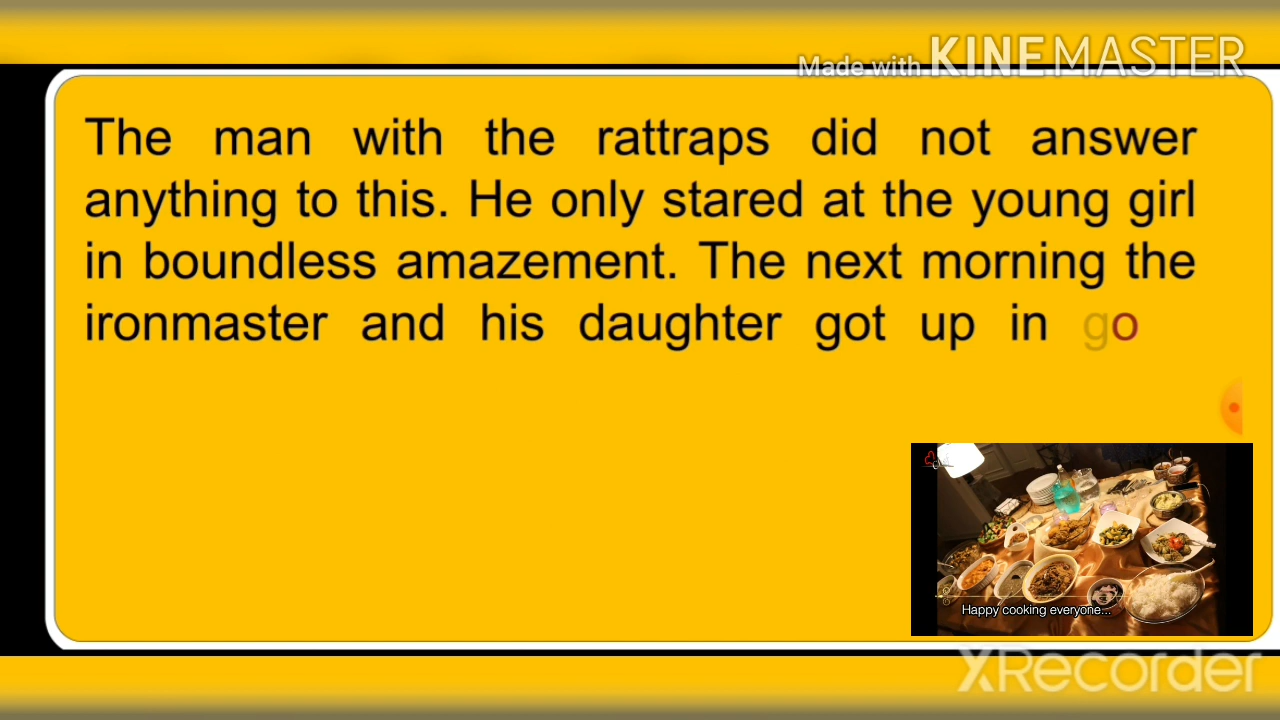 Made with KINEMASTER
The man with the rattraps did not answer
anything to this. He only stared at the young girl
in boundless amazement. The next morning the
ironmaster and his daughter got up in go
Happy cooking everyone...
XRecorder